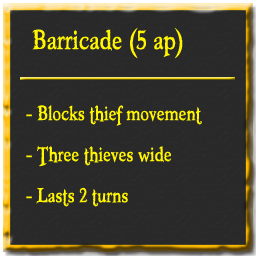 Barricade (5 ap)
- Blocks thief movement
- Three thieves wide
- Lasts 2 turns